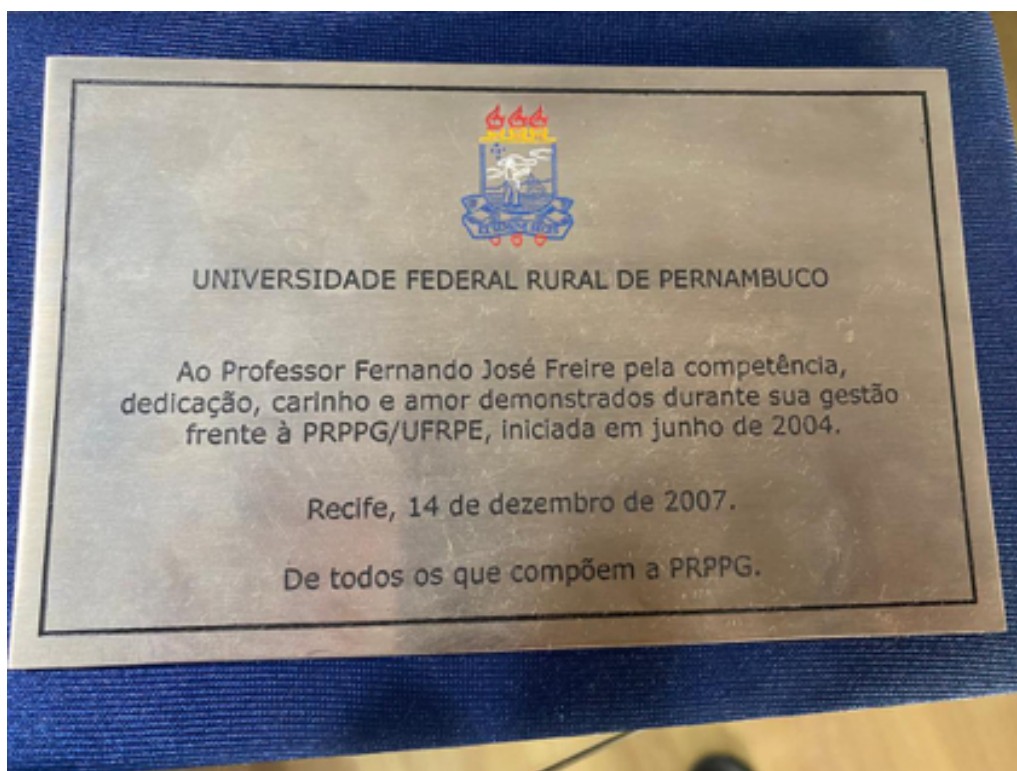 UNIVERSIDADE FEDERAL RURAL DE PERNAMBUCO
Ao Professor Fernando José Freire pela competência,
dedicação, carinho e amor demonstrados durante sua gestão
frente à PRPPG/UFRPE, iniciada em junho de 2004.
Recife, 14 de dezembro de 2007.
De todos os que compõem a PRPPG.